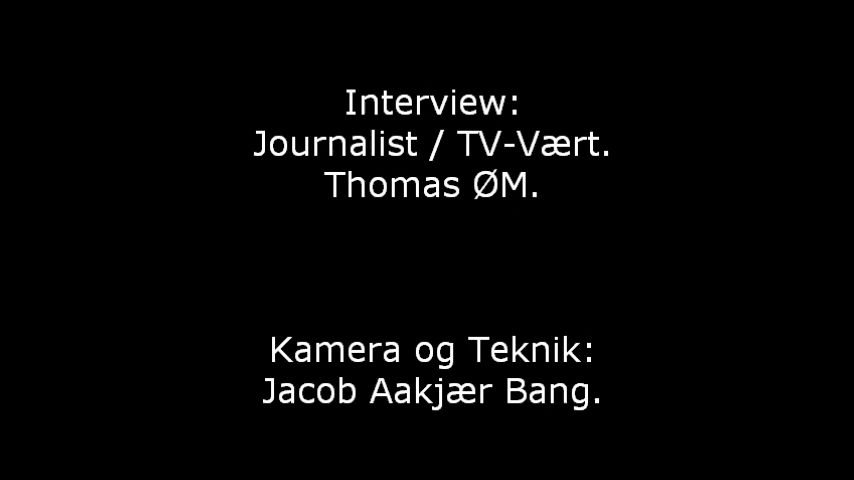 Interview:
Journalist / TV-Vært.
Thomas ØM.
Kamera og Teknik:
Jacob Aakjær Bang.